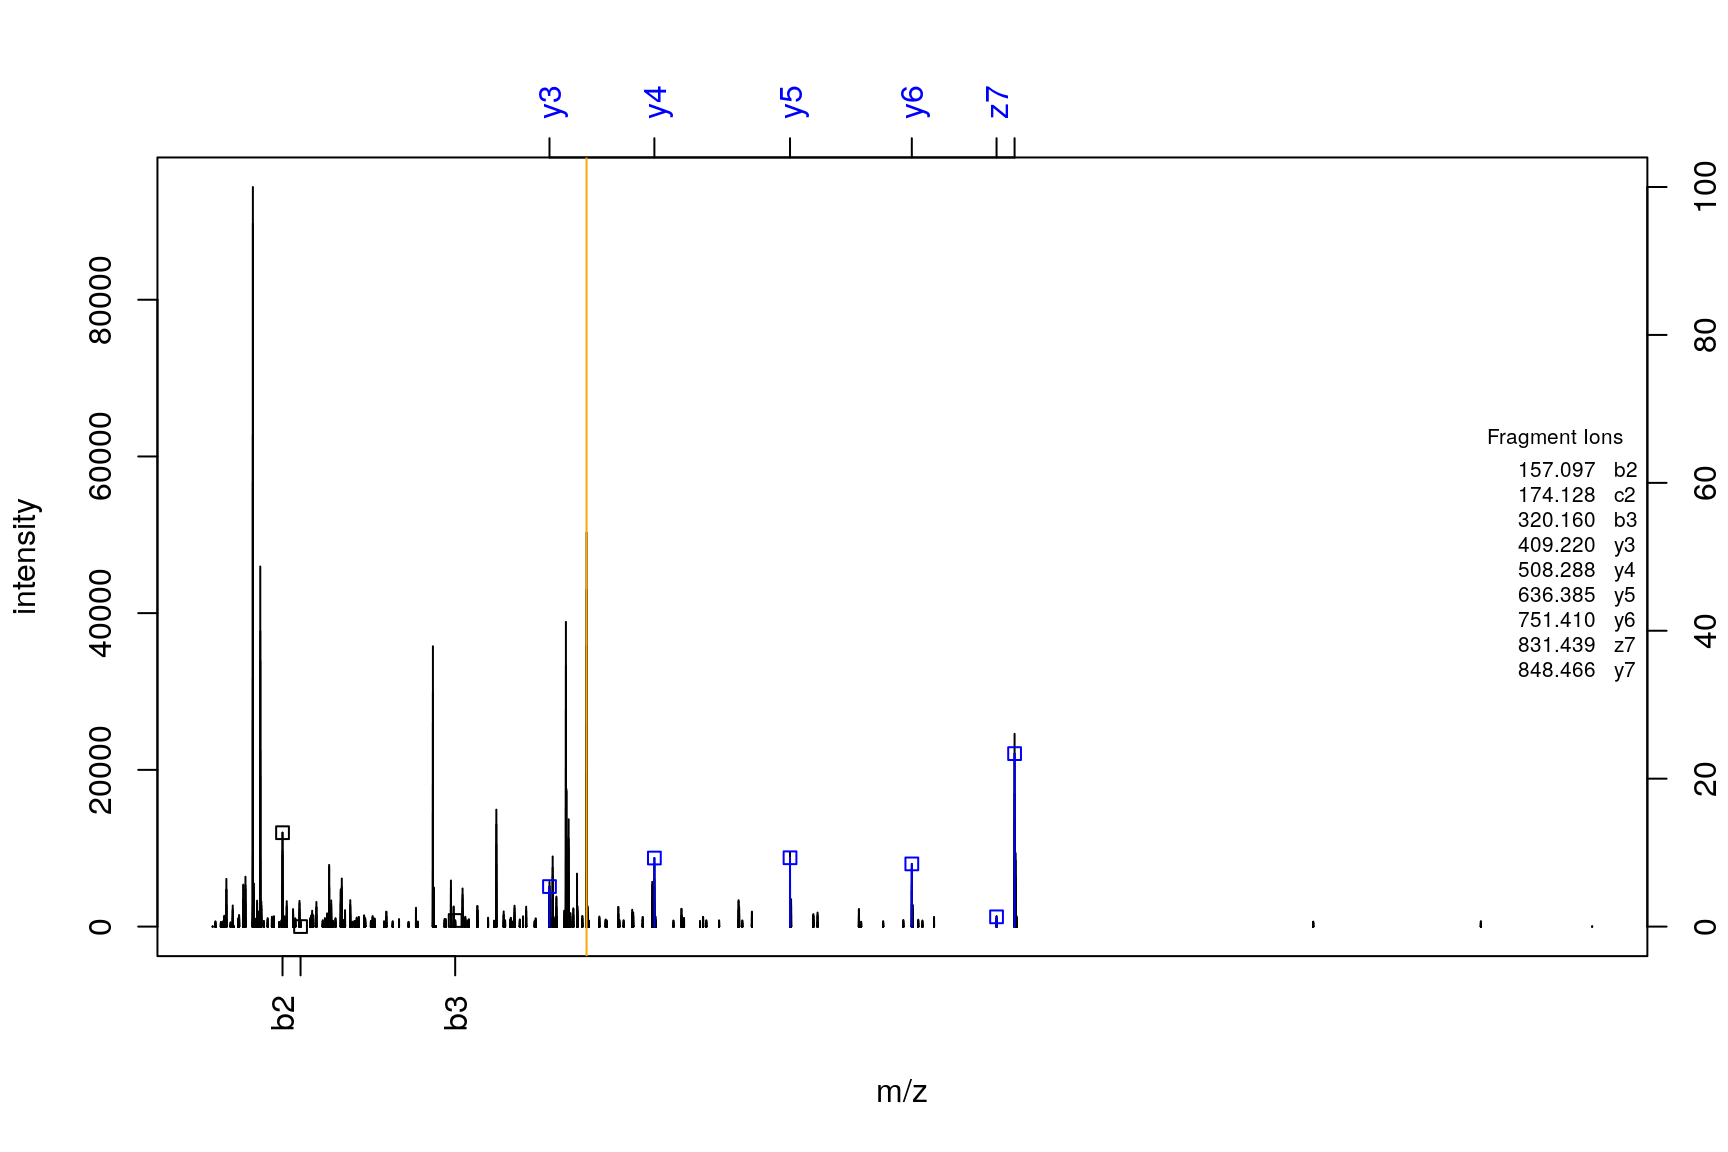 y3 y4 y5 y6 z7
intensity
0 20000 40000 60000 80000
0 20 40 60 80 100
Fragment Ions
157.097 b2
174.128 c2
320.160 b3
409.220 y3
508.288 y4
636.385 y5
751.410 y6
831.439 z7
848.466 y7
b2 b3
m/z